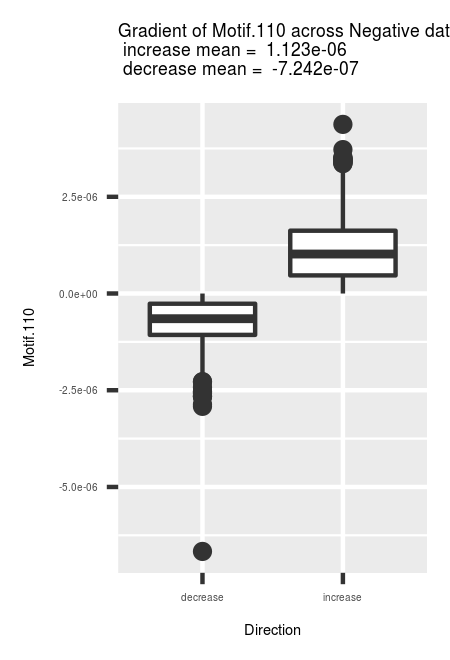 Gradient of Motif.110 across Negative dat
increase mean =  1.123e-06
decrease mean =  -7.242e-07
2.5e-06
0.0e+00
-2.5e-06
-5.0e-06
Motif.110
decrease increase
Direction